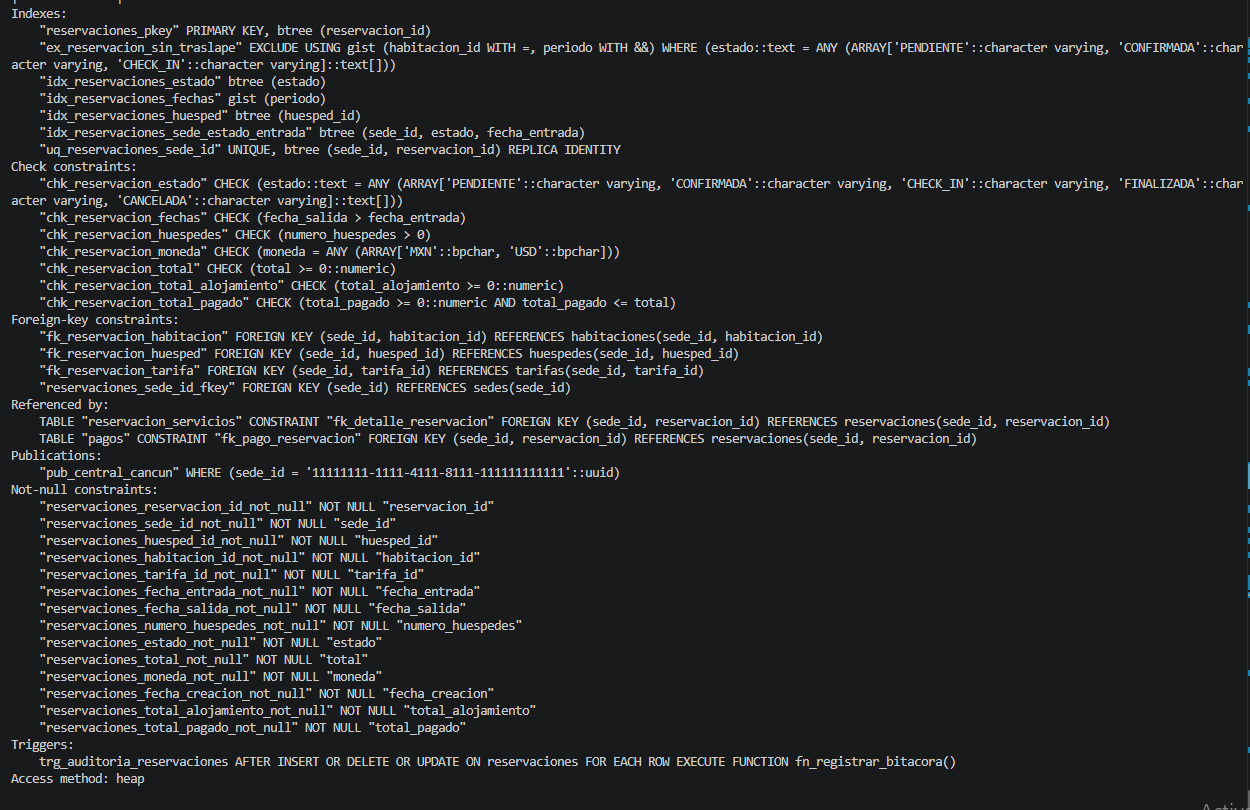 Indexes:
    "reservaciones_pkey" PRIMARY KEY, btree (reservacion_id)
    "ex_reservacion_sin_traslape" EXCLUDE USING gist (habitacion_id WITH =, periodo WITH &&) WHERE (estado::text = ANY (ARRAY['PENDIENTE'::character varying, 'CONFIRMADA'::char
acter varying, 'CHECK_IN'::character varying]::text[]))
    "idx_reservaciones_estado" btree (estado)
    "idx_reservaciones_fechas" gist (periodo)
    "idx_reservaciones_huesped" btree (huesped_id)
    "idx_reservaciones_sede_estado_entrada" btree (sede_id, estado, fecha_entrada)
    "uq_reservaciones_sede_id" UNIQUE, btree (sede_id, reservacion_id) REPLICA IDENTITY
Check constraints:
    "chk_reservacion_estado" CHECK (estado::text = ANY (ARRAY['PENDIENTE'::character varying, 'CONFIRMADA'::character varying, 'CHECK_IN'::character varying, 'FINALIZADA'::char
acter varying, 'CANCELADA'::character varying]::text[]))
    "chk_reservacion_fechas" CHECK (fecha_salida > fecha_entrada)
    "chk_reservacion_huespedes" CHECK (numero_huespedes > 0)
    "chk_reservacion_moneda" CHECK (moneda = ANY (ARRAY['MXN'::bpchar, 'USD'::bpchar]))
    "chk_reservacion_total" CHECK (total >= 0::numeric)
    "chk_reservacion_total_alojamiento" CHECK (total_alojamiento >= 0::numeric)
    "chk_reservacion_total_pagado" CHECK (total_pagado >= 0::numeric AND total_pagado <= total)
Foreign-key constraints:
    "fk_reservacion_habitacion" FOREIGN KEY (sede_id, habitacion_id) REFERENCES habitaciones(sede_id, habitacion_id)
    "fk_reservacion_huesped" FOREIGN KEY (sede_id, huesped_id) REFERENCES huespedes(sede_id, huesped_id)
    "fk_reservacion_tarifa" FOREIGN KEY (sede_id, tarifa_id) REFERENCES tarifas(sede_id, tarifa_id)
    "reservaciones_sede_id_fkey" FOREIGN KEY (sede_id) REFERENCES sedes(sede_id)
Referenced by:
    TABLE "reservacion_servicios" CONSTRAINT "fk_detalle_reservacion" FOREIGN KEY (sede_id, reservacion_id) REFERENCES reservaciones(sede_id, reservacion_id)
    TABLE "pagos" CONSTRAINT "fk_pago_reservacion" FOREIGN KEY (sede_id, reservacion_id) REFERENCES reservaciones(sede_id, reservacion_id)
Publications:
    "pub_central_cancun" WHERE (sede_id = '11111111-1111-4111-8111-111111111111'::uuid)
Not-null constraints:
    "reservaciones_reservacion_id_not_null" NOT NULL "reservacion_id"
    "reservaciones_sede_id_not_null" NOT NULL "sede_id"
    "reservaciones_huesped_id_not_null" NOT NULL "huesped_id"
    "reservaciones_habitacion_id_not_null" NOT NULL "habitacion_id"
    "reservaciones_tarifa_id_not_null" NOT NULL "tarifa_id"
    "reservaciones_fecha_entrada_not_null" NOT NULL "fecha_entrada"
    "reservaciones_fecha_salida_not_null" NOT NULL "fecha_salida"
    "reservaciones_numero_huespedes_not_null" NOT NULL "numero_huespedes"
    "reservaciones_estado_not_null" NOT NULL "estado"
    "reservaciones_total_not_null" NOT NULL "total"
    "reservaciones_moneda_not_null" NOT NULL "moneda"
    "reservaciones_fecha_creacion_not_null" NOT NULL "fecha_creacion"
    "reservaciones_total_alojamiento_not_null" NOT NULL "total_alojamiento"
    "reservaciones_total_pagado_not_null" NOT NULL "total_pagado"
Triggers:
    trg_auditoria_reservaciones AFTER INSERT OR DELETE OR UPDATE ON reservaciones FOR EACH ROW EXECUTE FUNCTION fn_registrar_bitacora()
Access method: heap